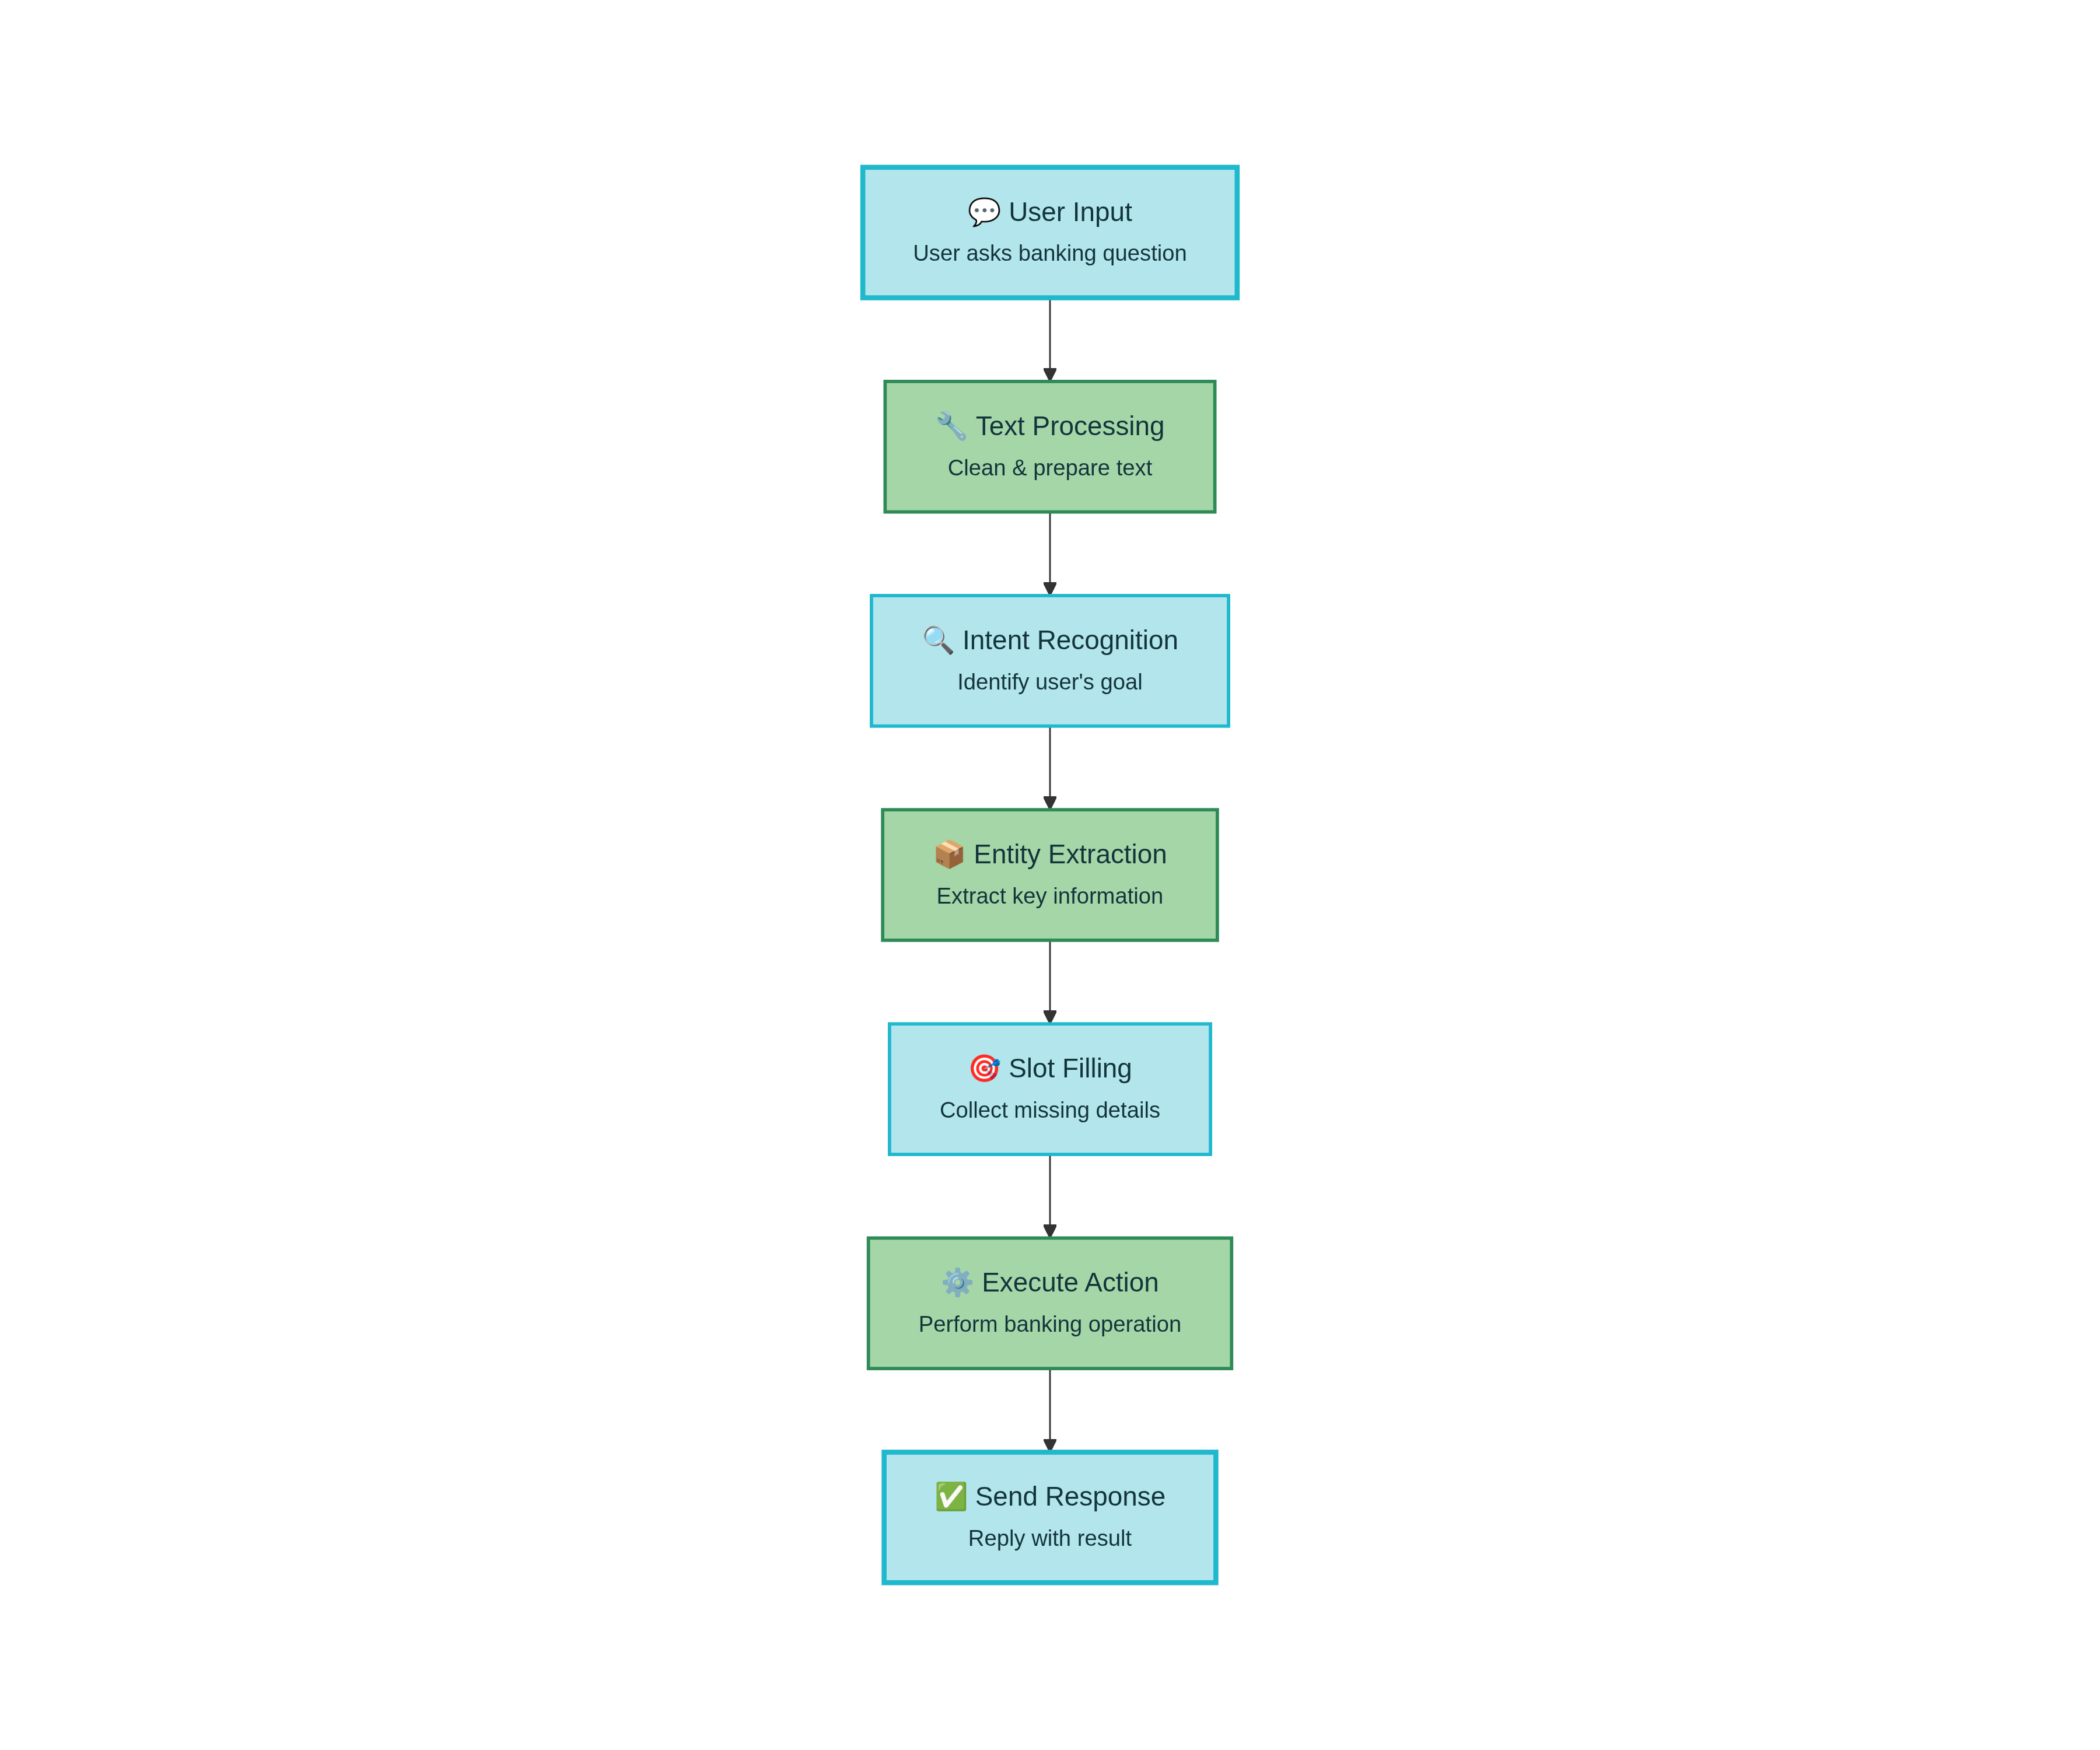 💬 User Input
User asks banking question
🔧 Text Processing
Clean & prepare text
🔍 Intent Recognition
Identify user's goal
📦 Entity Extraction
Extract key information
🎯 Slot Filling
Collect missing details
⚙️ Execute Action
Perform banking operation
✅ Send Response
Reply with result